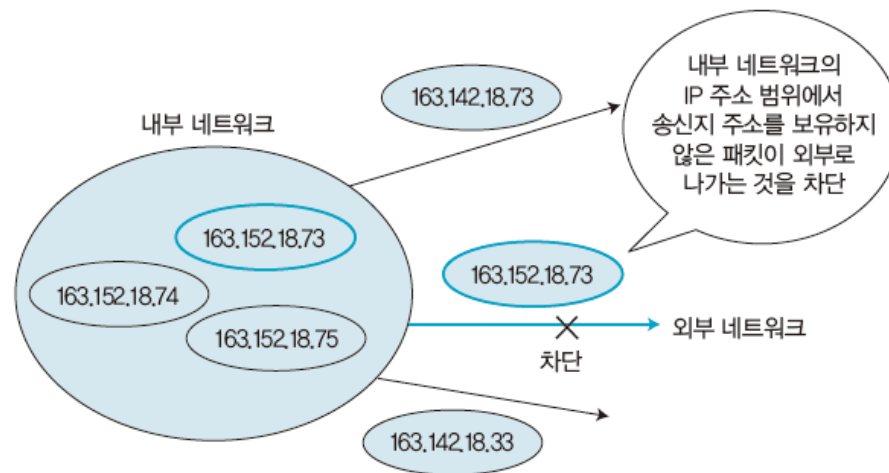 내부 네트워크의
IP 주소 범위에서
송신지 주소를 보유하지
않은 패킷이 외부로
나가는 것을 차단
163.142.18.73
내부 네트워크
163.152.18.73
163.152.18.74
163.152.18.75
163.152.18.73
외부 네트워크
차단
163.142.18.33